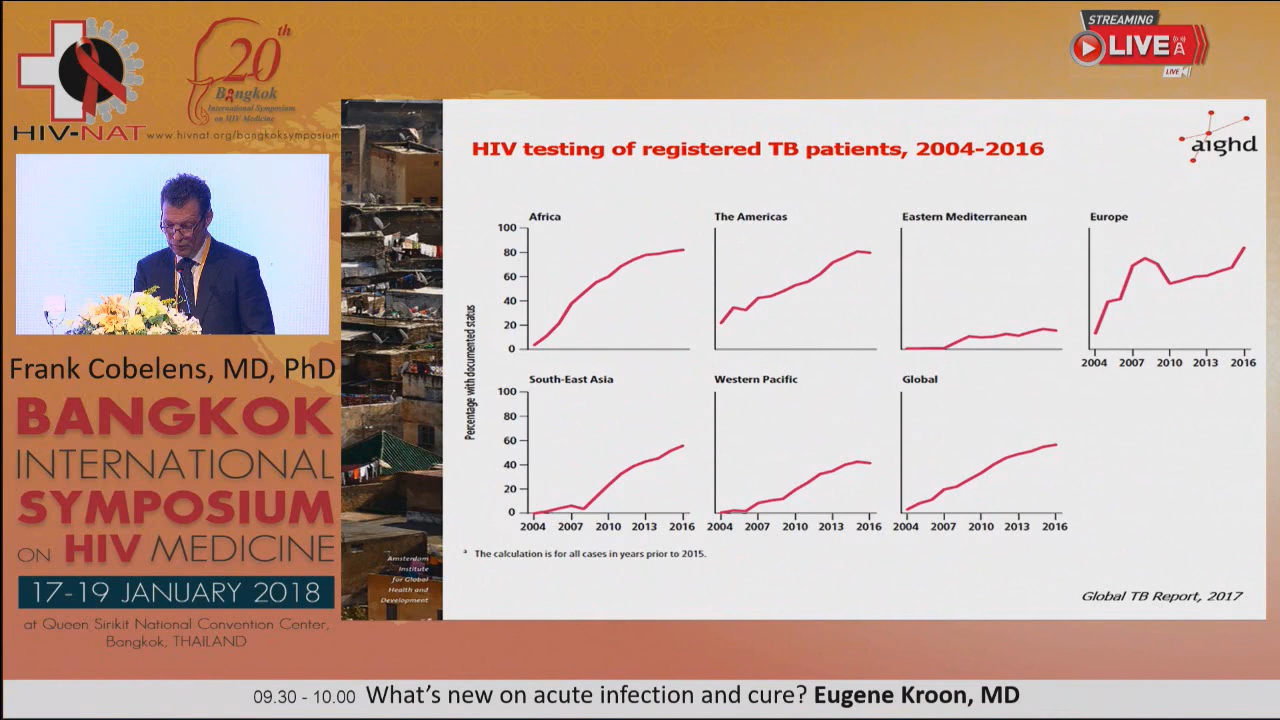 HIV-NAT
20th
Bangkok
International Symposium
on HIV Medicine
www.hivnat.org/bangkoksymposium
STREAMING
LIVE
LIVE
Frank Cobelens, MD, PhD
BANGKOK
INTERNATIONAL
SYMPOSIUM
ON HIV MEDICINE
17-19 JANUARY 2018
at Queen Sirikit National Convention Center,
Bangkok, THAILAND
aighd
HIV testing of registered TB patients, 2004-2016
Percentage with documented status
Africa
The Americas
Eastern Mediterranean
Europe
100
80
60
40
20
0
2004 2007 2010 2013 2016
South-East Asia
Western Pacific
Global
100
80
60
40
20
0
2004 2007 2010 2013 2016
2004 2007 2010 2013 2016
2004 2007 2010 2013 2016
a The calculation is for all cases in years prior to 2015.
Amsterdam
Institute
for Global
Health and
Development
Global TB Report, 2017
09.30 - 10.00 What's new on acute infection and cure? Eugene Kroon, MD